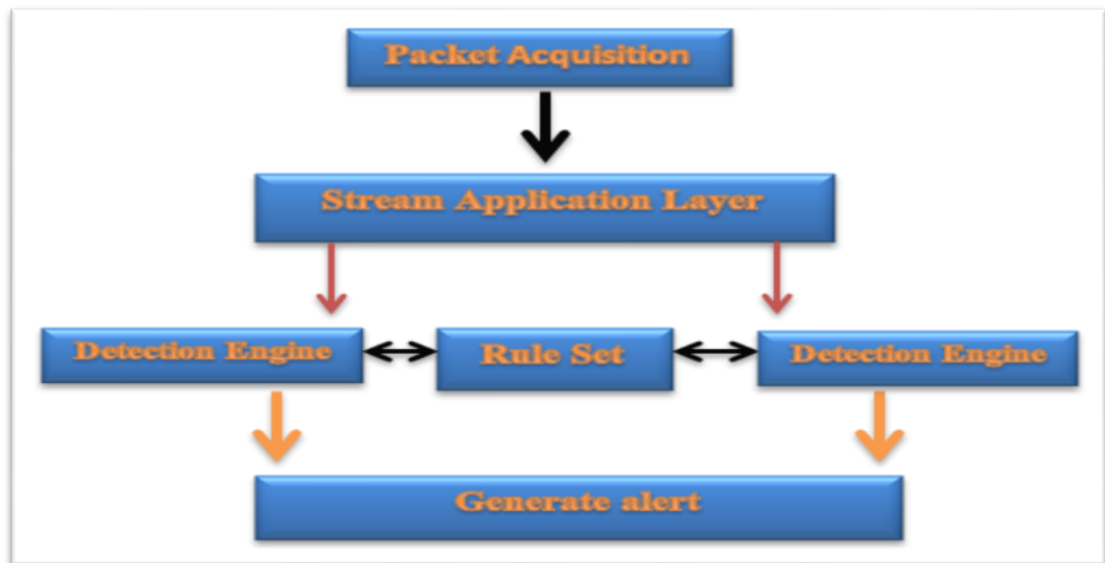 Packet Acquisition
Stream Application Layer
Detection Engine
Rule Set
Detection Engine
Generate alert